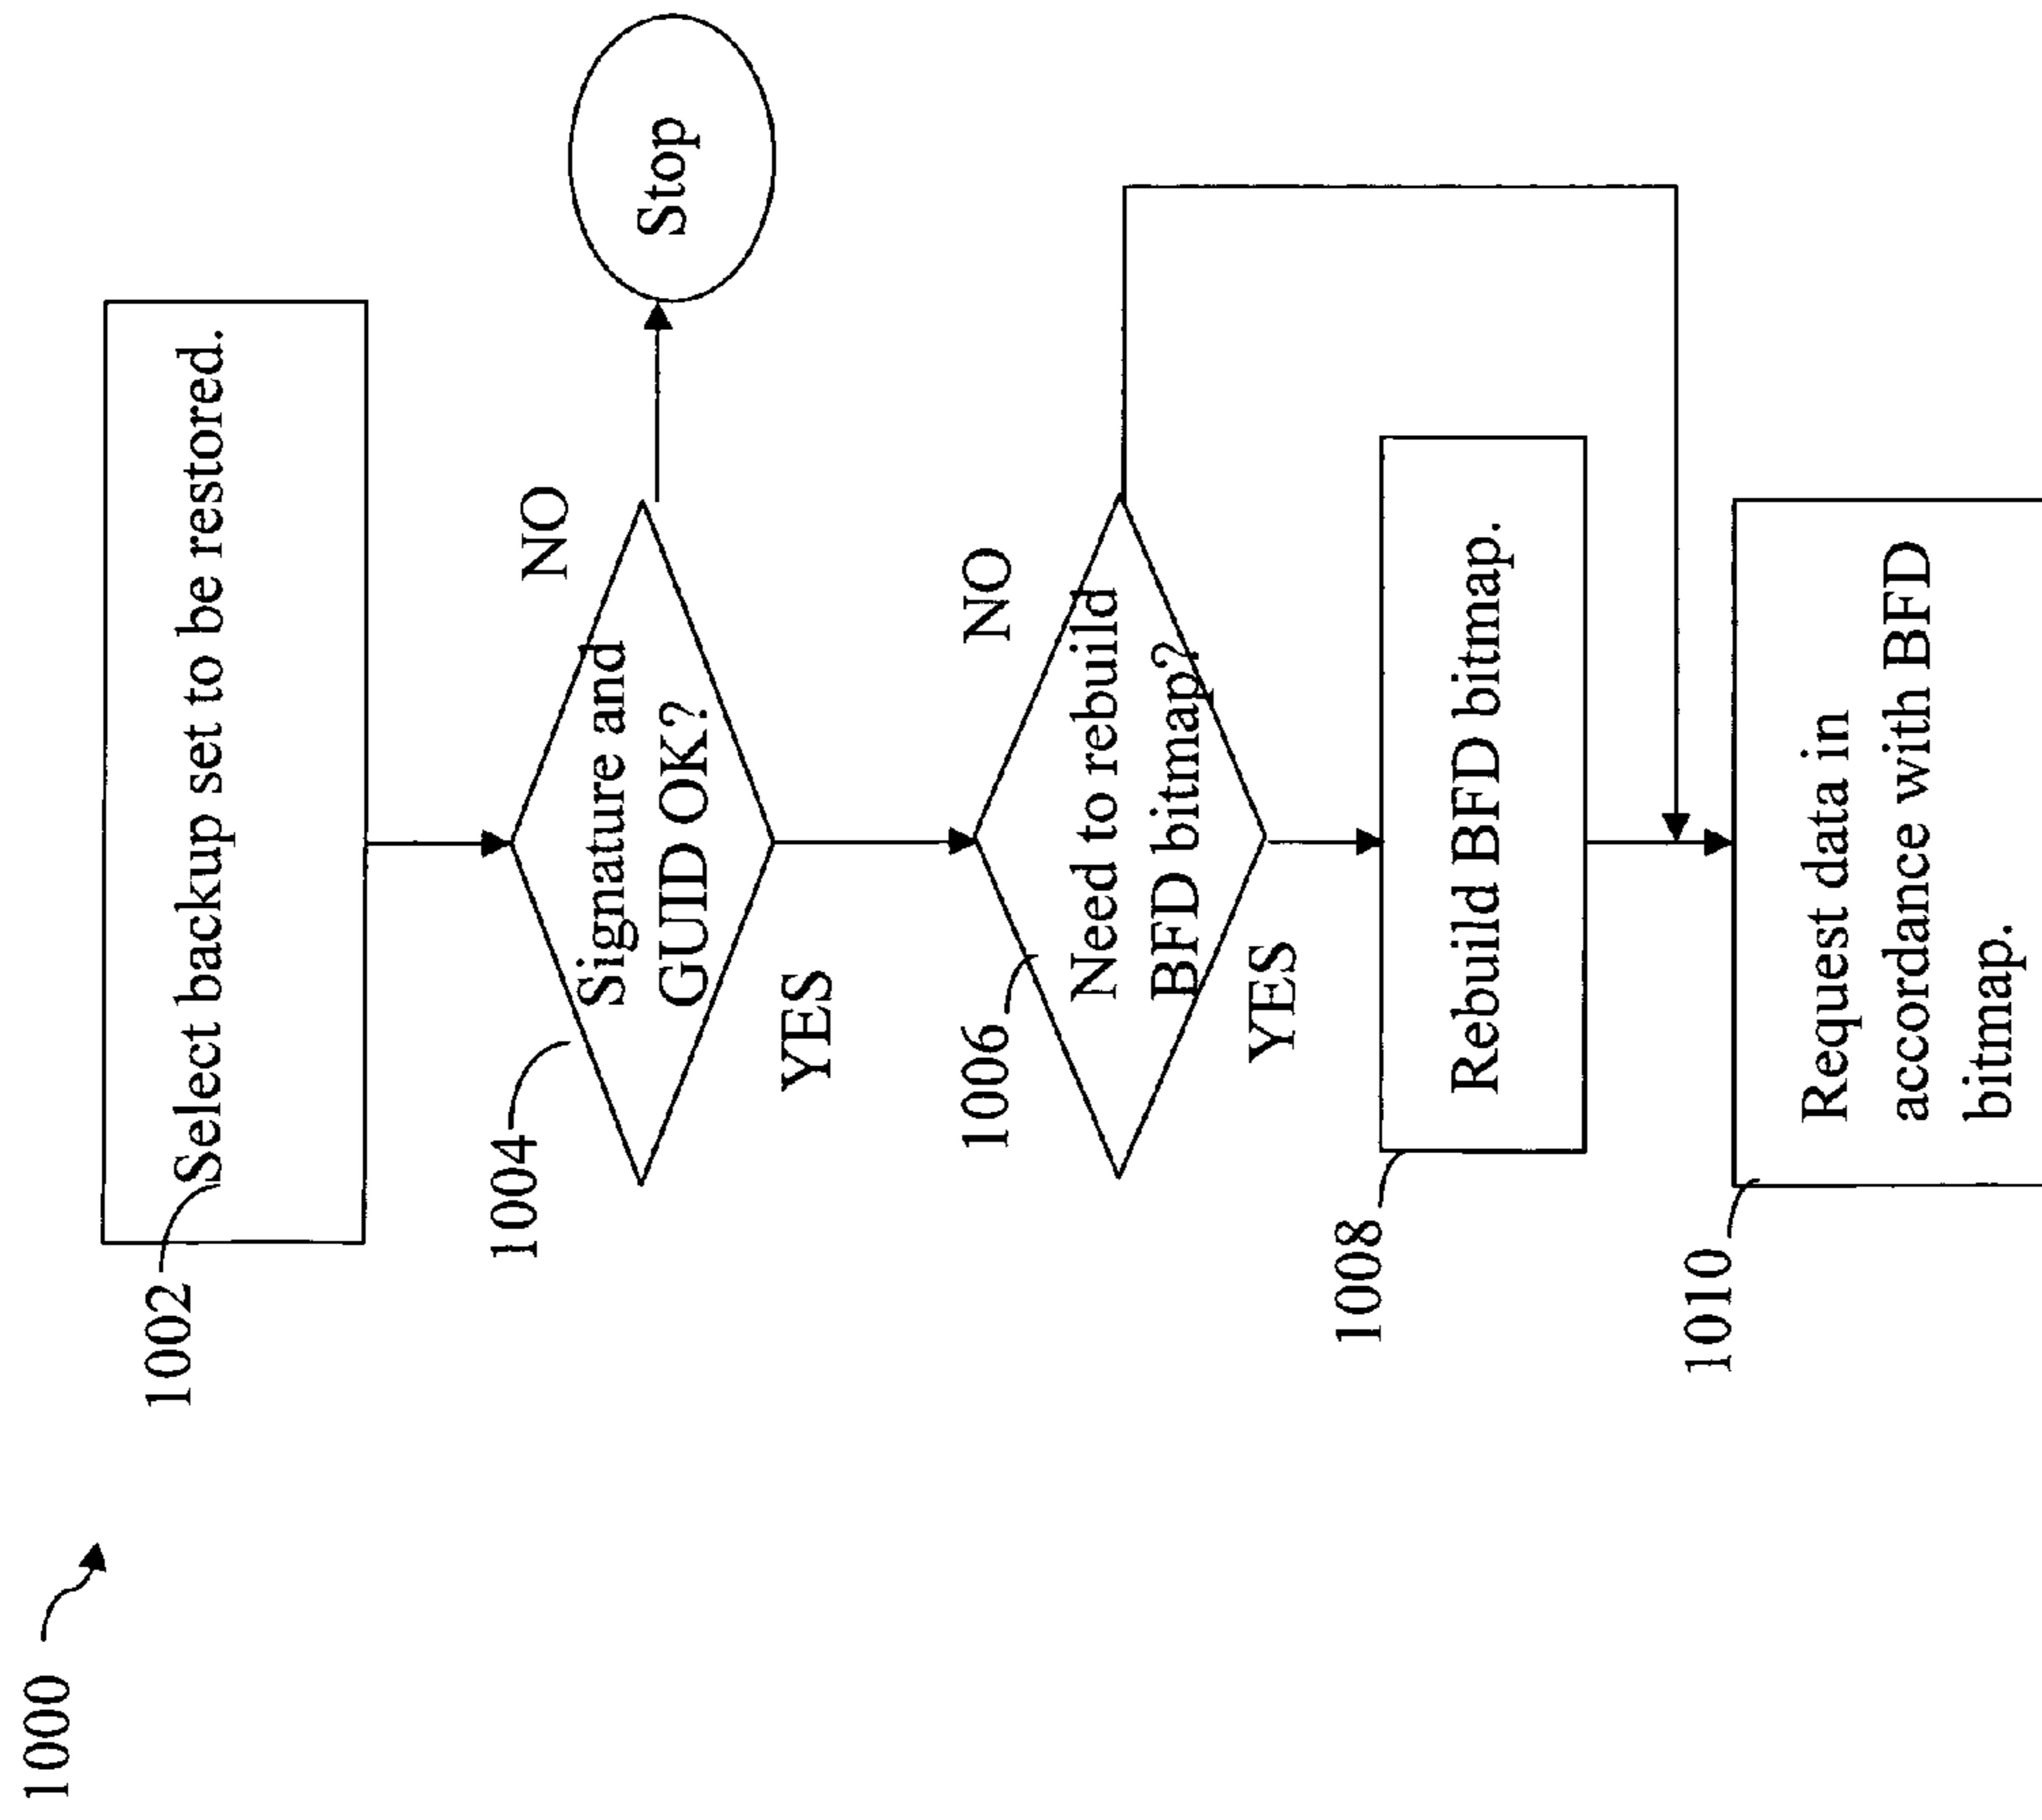 1000
1002
Select backup set to be restored.
1004
Signature and
GUID OK?
NO
Stop
YES
1006
Need to rebuild
BFD bitmap?
NO
YES
1008
Rebuild BFD bitmap.
1010
Request data in
accordance with BFD
bitmap.